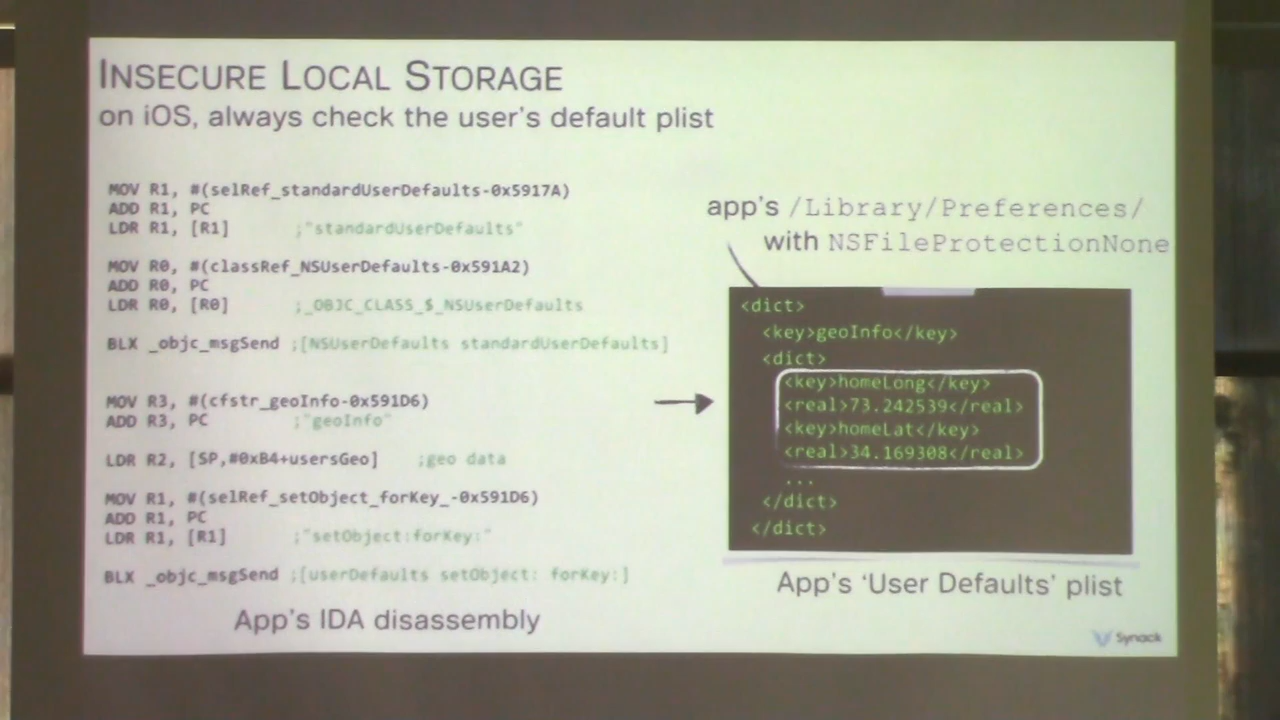 INSECURE LOCAL STORAGE
on iOS, always check the user's default plist
MOV R1, #(selRef_standardUserDefaults-0x5917A)
ADD R1, PC
LDR R1, [R1] ;"standardUserDefaults"
MOV R0, #(classRef_NSUserDefaults-0x591A2)
ADD R0, PC
LDR R0, [R0] ;_OBJC_CLASS_$_NSUserDefaults
BLX _objc_msgSend ;[NSUserDefaults standardUserDefaults]
MOV R3, #(cfstr_geoInfo-0x591D6)
ADD R3, PC ;"geoInfo"
LDR R2, [SP,#0xB4+usersGeo] ;geo data
MOV R1, #(selRef_setObject_forKey_-0x591D6)
ADD R1, PC
LDR R1, [R1] ;"setObject:forKey:"
BLX _objc_msgSend ;[userDefaults setObject: forKey:]
App's IDA disassembly
app's /Library/Preferences/
with NSFileProtectionNone
<dict>
<key>geoInfo</key>
<dict>
<key>homeLong</key>
<real>73.242539</real>
<key>homeLat</key>
<real>34.169308</real>
...
</dict>
</dict>
App's 'User Defaults' plist
Synack